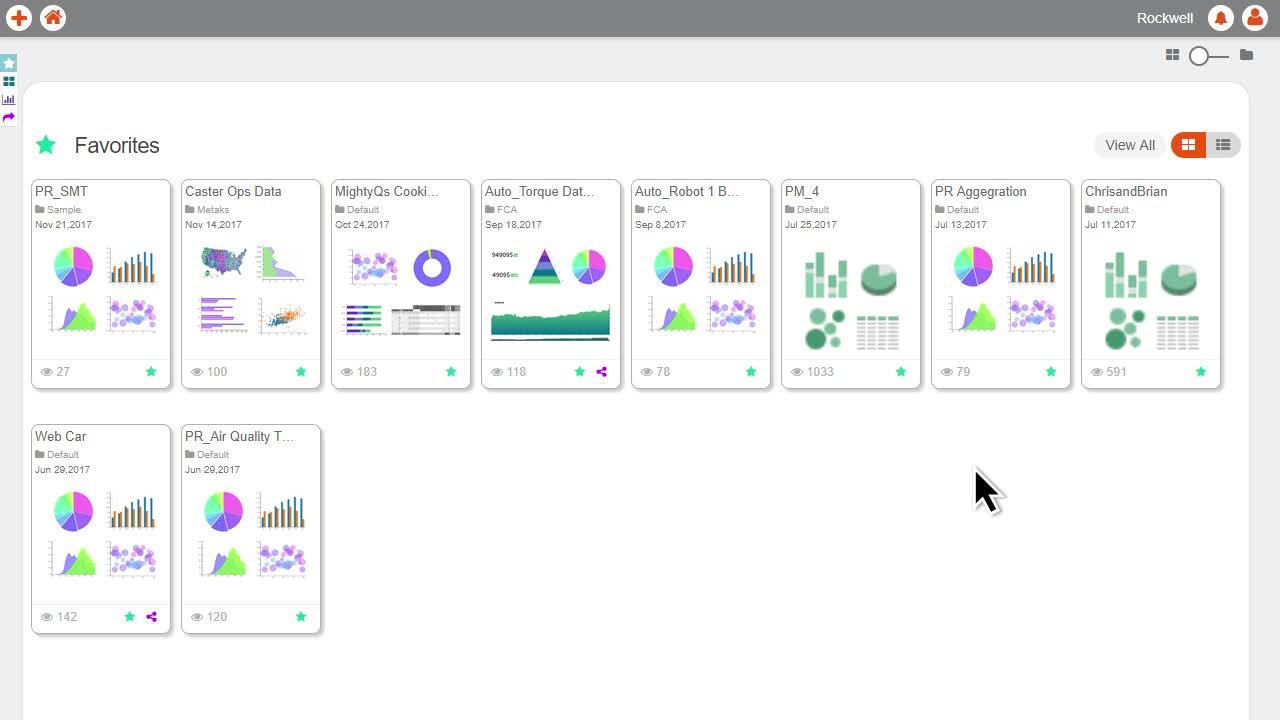 Rockwell
Favorites
View All
PR_SMT
Sample
Nov 21,2017
27
Caster Ops Data
Metaks
Nov 14,2017
100
MightyQs Cooki...
Default
Oct 24,2017
183
Auto_Torque Dat...
FCA
Sep 18,2017
949095
49095
118
Auto_Robot 1 B...
FCA
Sep 8,2017
78
PM_4
Default
Jul 25,2017
1033
PR Aggegration
Default
Jul 13,2017
79
ChrisandBrian
Default
Jul 11,2017
591
Web Car
Default
Jun 29,2017
142
PR_Air Quality T...
Default
Jun 29,2017
120